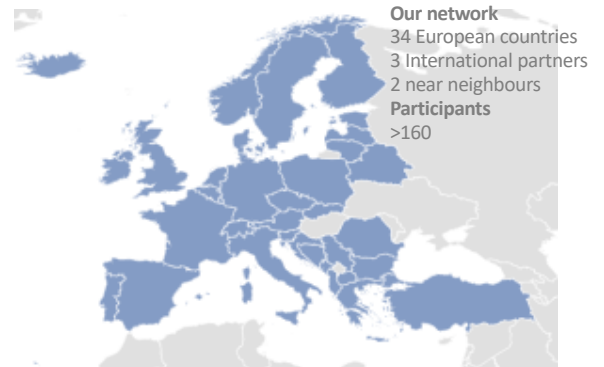 Our network
34 European countries
3 International partners
2 near neighbours
Participants
>160